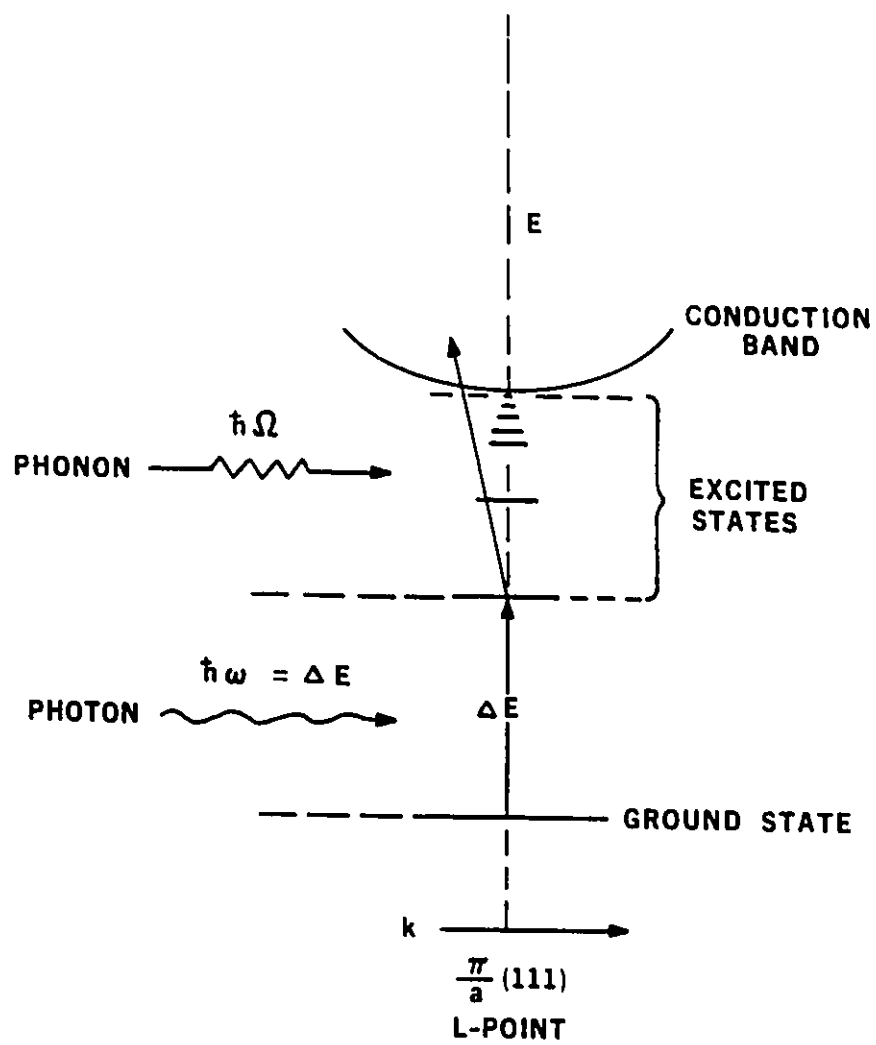 E
CONDUCTION
BAND
ħΩ
PHONON
EXCITED
STATES
ħω = ΔE
PHOTON
ΔE
GROUND STATE
k
π/a (111)
L-POINT